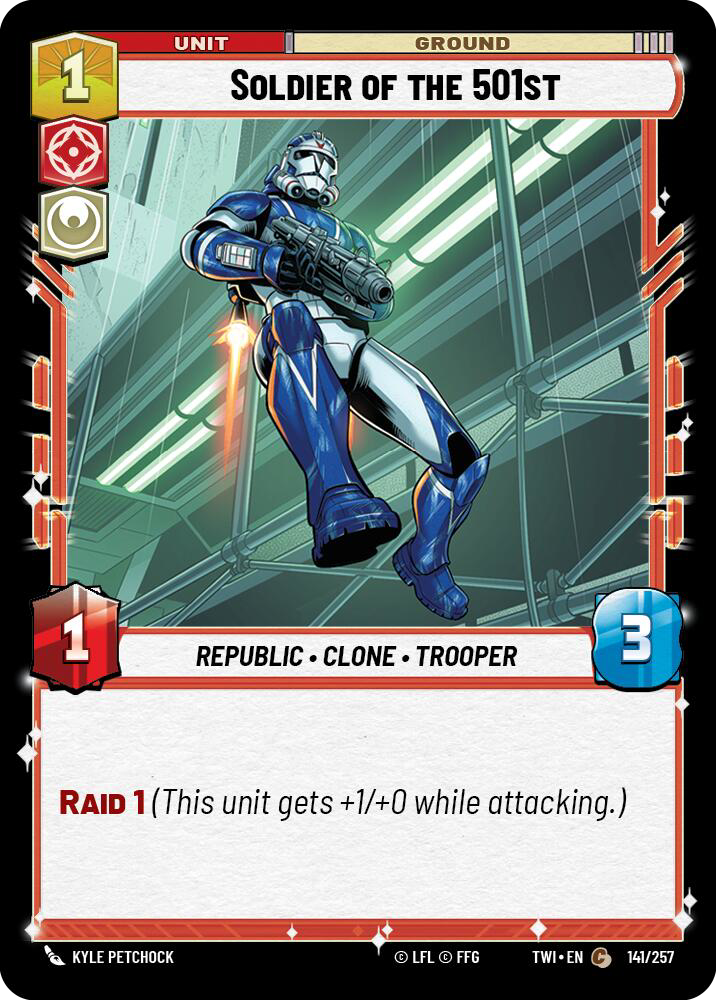 UNIT GROUND
1
SOLDIER OF THE 501ST
1
REPUBLIC • CLONE • TROOPER
3
RAID 1 (This unit gets +1/+0 while attacking.)
KYLE PETCHOCK © LFL © FFG TWI • EN C 141/257